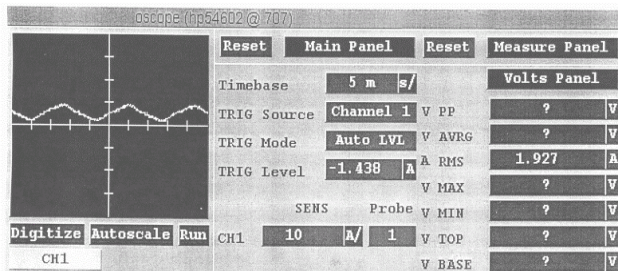 oscope (hp54602 @ 707)
Reset Main Panel Reset Measure Panel
Timebase 5 m s/ Volts Panel
TRIG Source Channel 1 V PP ? V
TRIG Mode Auto LVL V AVRG ? V
TRIG Level -1.438 A A RMS 1.927 A
V MAX ? V
SENS Probe V MIN ? V
Digitize Autoscale Run CH1 10 A/ 1 V TOP ? V
CH1 V BASE ? V